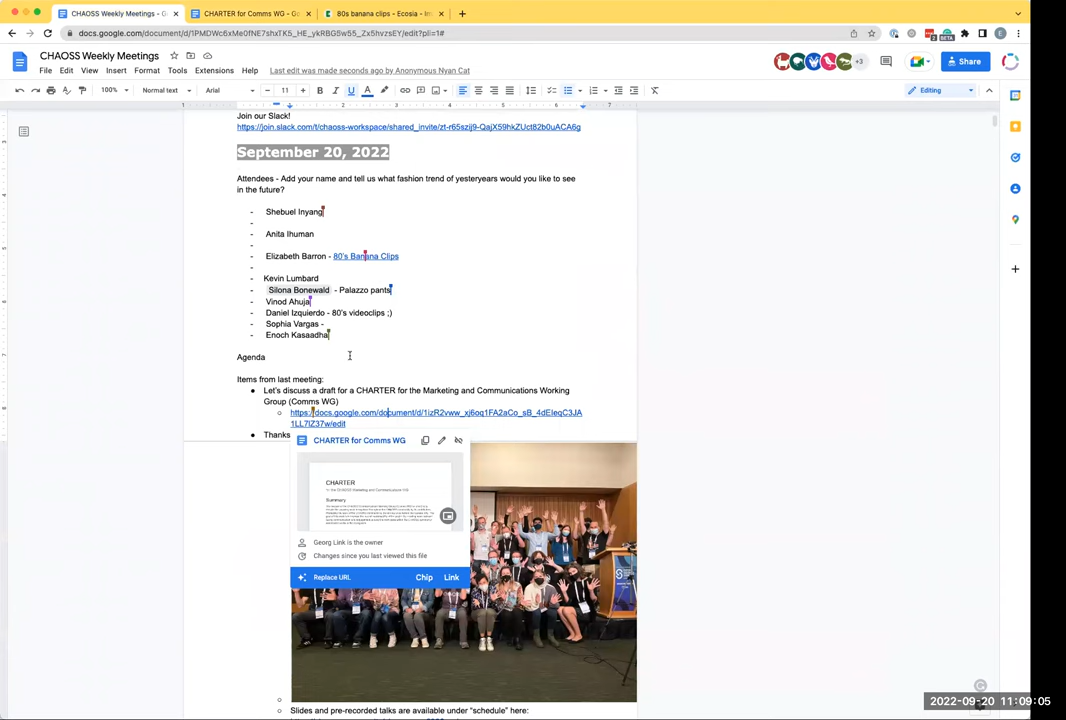 CHAOSS Weekly Meetings - G
CHARTER for Comms WG - Go
80s banana clips - Ecosia - Int
docs.google.com/document/d/1PMDWc6xMe0fNE7shxTK5_HE_ykRBG5w55_Zx5hvzsEY/edit?pli=1#
CHAOSS Weekly Meetings
File Edit View Insert Format Tools Extensions Help Last edit was made seconds ago by Anonymous Nyan Cat
+3
Share
100% Normal text Arial 11 Editing
Join our Slack!
https://join.slack.com/t/chaoss-workspace/shared_invite/zt-r65szij9-QajX59hkZUct82b0uACA6g
September 20, 2022
Attendees - Add your name and tell us what fashion trend of yesteryears would you like to see
in the future?
- Shebuel Inyang
-
- Anita Ihuman
-
- Elizabeth Barron - 80's Banana Clips
-
- Kevin Lumbard
- Silona Bonewald - Palazzo pants
- Vinod Ahuja
- Daniel Izquierdo - 80's videoclips ;)
- Sophia Vargas -
- Enoch Kasaadha
Agenda
Items from last meeting:
● Let's discuss a draft for a CHARTER for the Marketing and Communications Working
Group (Comms WG)
○ https://docs.google.com/document/d/1izR2vww_xj6oq1FA2aCo_sB_4dEIeqC3JA
1LL7IZ37w/edit
● Thanks
CHARTER for Comms WG
CHARTER
Summary
Georg Link is the owner
Changes since you last viewed this file
Replace URL Chip Link
○ Slides and pre-recorded talks are available under "schedule" here:
2022-09-20 11:09:05